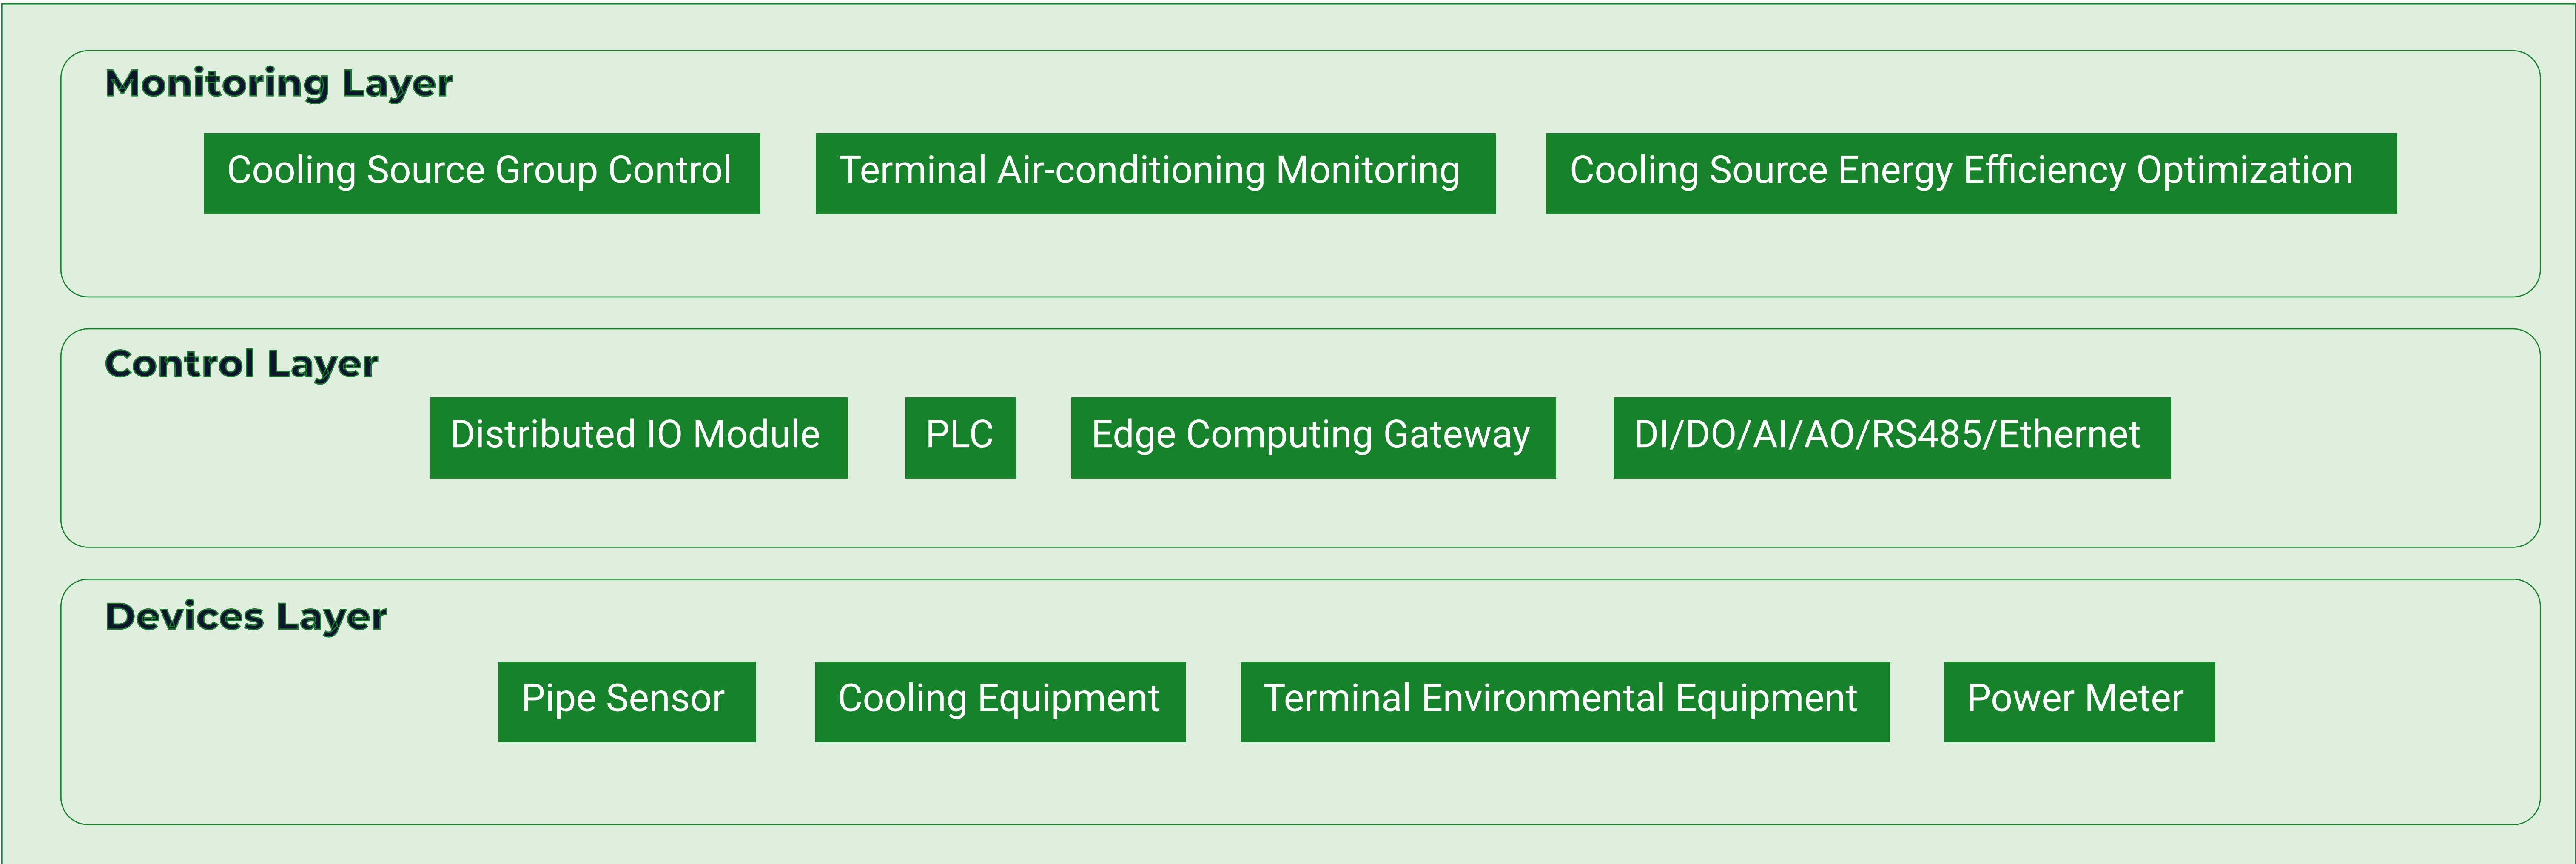 Monitoring Layer
Cooling Source Group Control
Terminal Air-conditioning Monitoring
Cooling Source Energy Efficiency Optimization
Control Layer
Distributed IO Module
PLC
Edge Computing Gateway
DI/DO/AI/AO/RS485/Ethernet
Devices Layer
Pipe Sensor
Cooling Equipment
Terminal Environmental Equipment
Power Meter